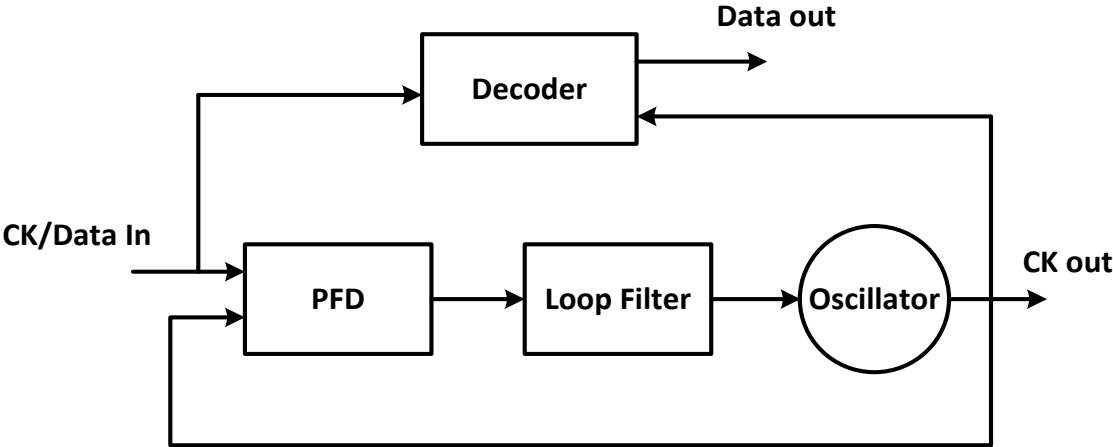 Data out
Decoder
CK/Data In
CK out
PFD
Loop Filter
Oscillator